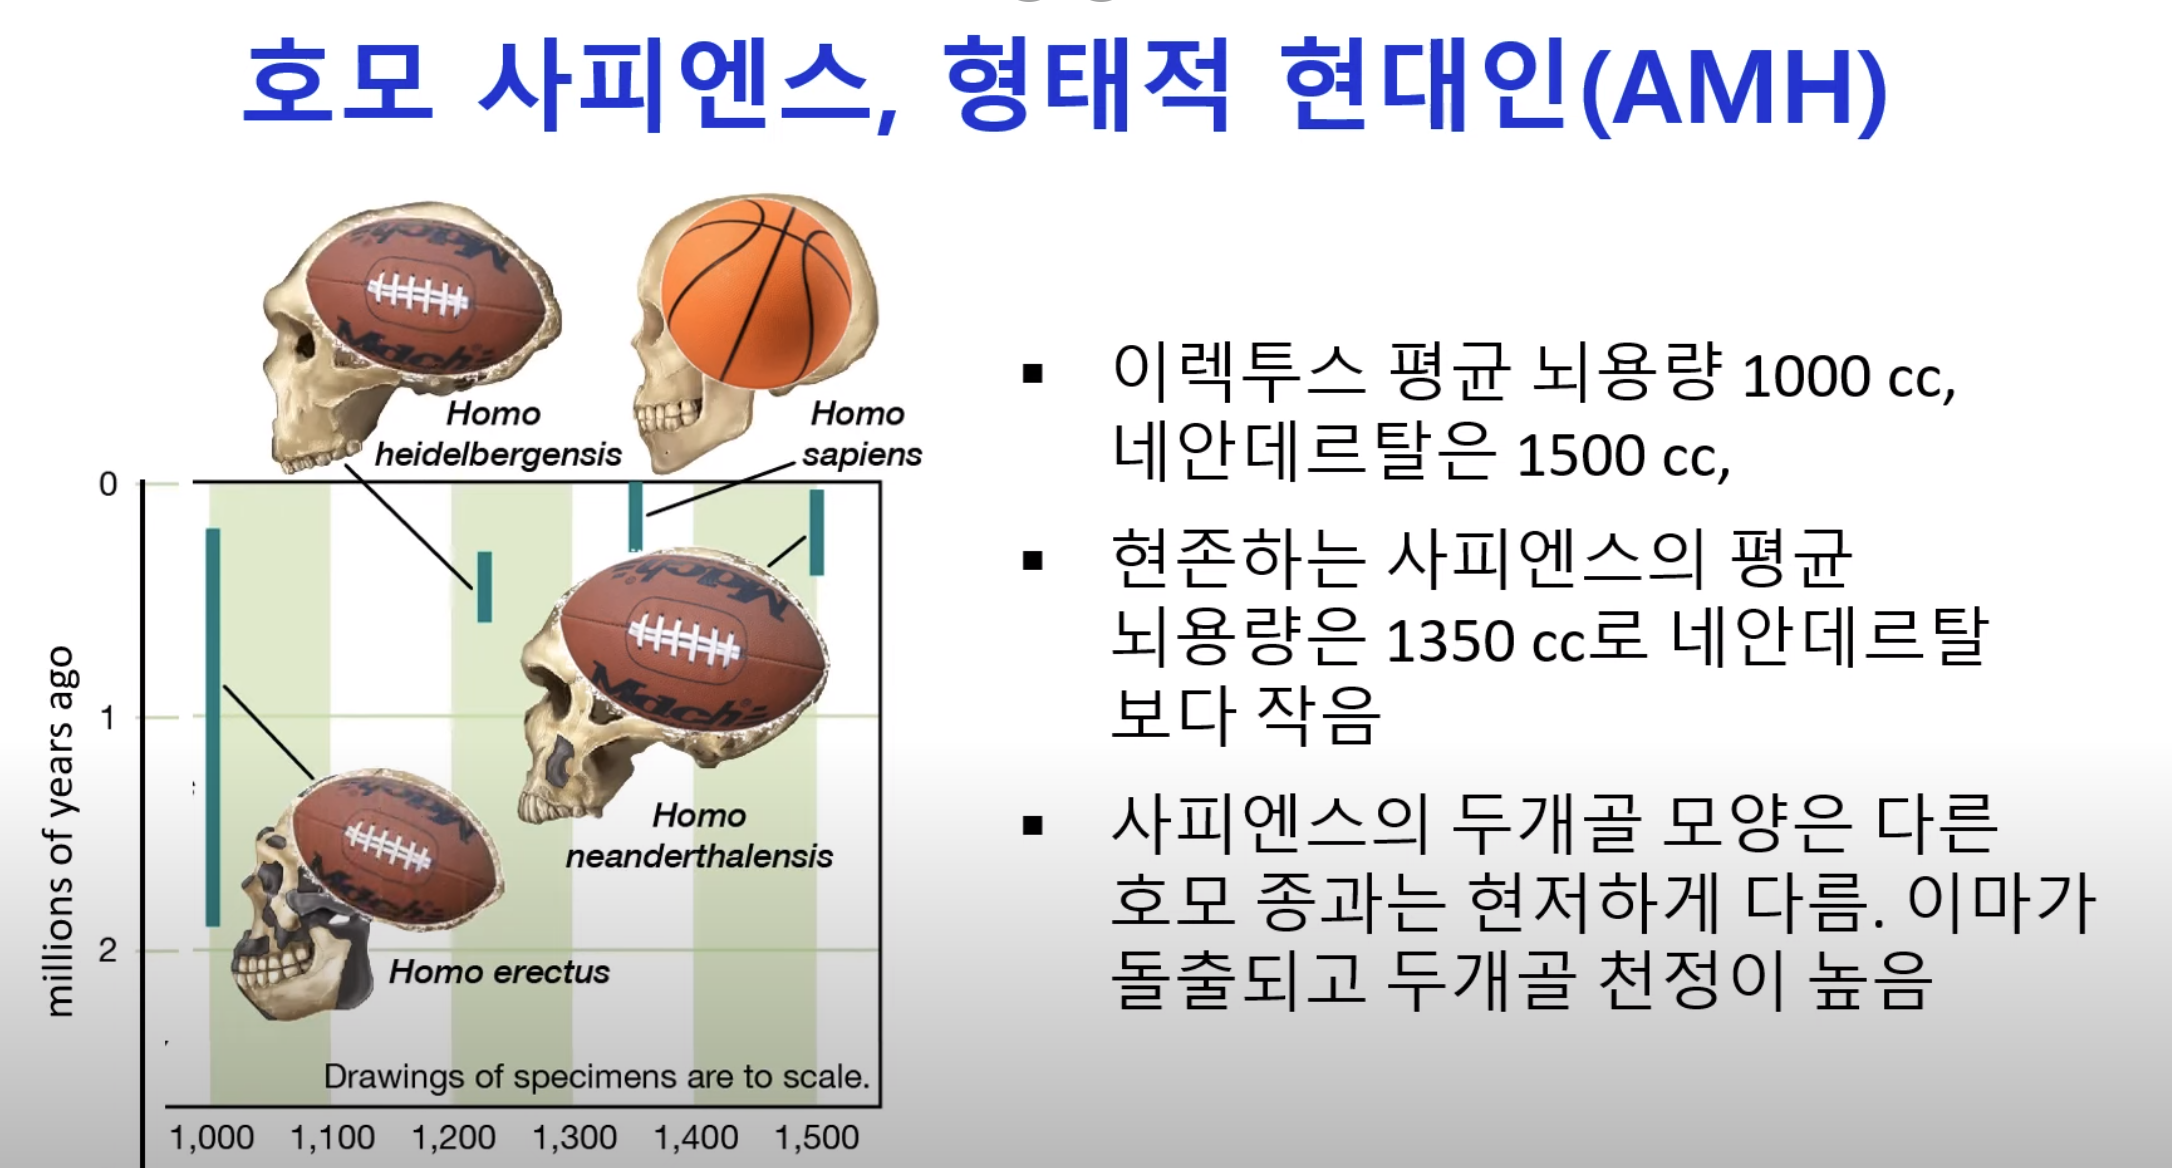 호모 사피엔스, 형태적 현대인(AMH)
Homo
heidelbergensis
Homo
sapiens
Homo
neanderthalensis
Homo erectus
Drawings of specimens are to scale.
millions of years ago
0
1
2
1,000 1,100 1,200 1,300 1,400 1,500
Mdch
Mdch
Mdch
Mdch
Mdch
Mdch
▪ 이렉투스 평균 뇌용량 1000 cc,
네안데르탈은 1500 cc,
▪ 현존하는 사피엔스의 평균
뇌용량은 1350 cc로 네안데르탈
보다 작음
▪ 사피엔스의 두개골 모양은 다른
호모 종과는 현저하게 다름. 이마가
돌출되고 두개골 천정이 높음